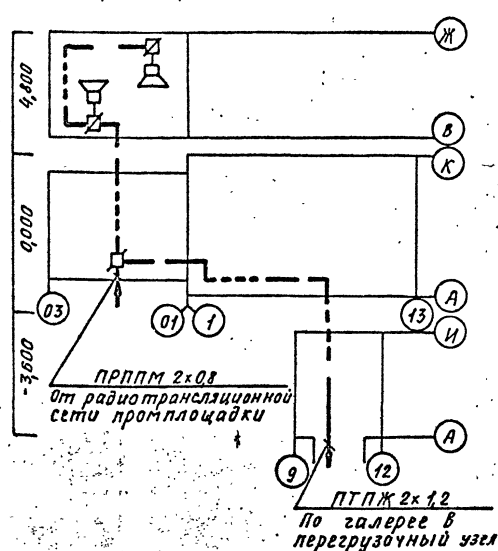 4,800
Ж
В
К
0,000
А
03
01
1
13
И
-3,600
ПРППМ 2×0,8
От радиотрансляционной
сети промплощадки
А
9
12
ПТПЖ 2×1,2
По галерее в
перегрузочный узел